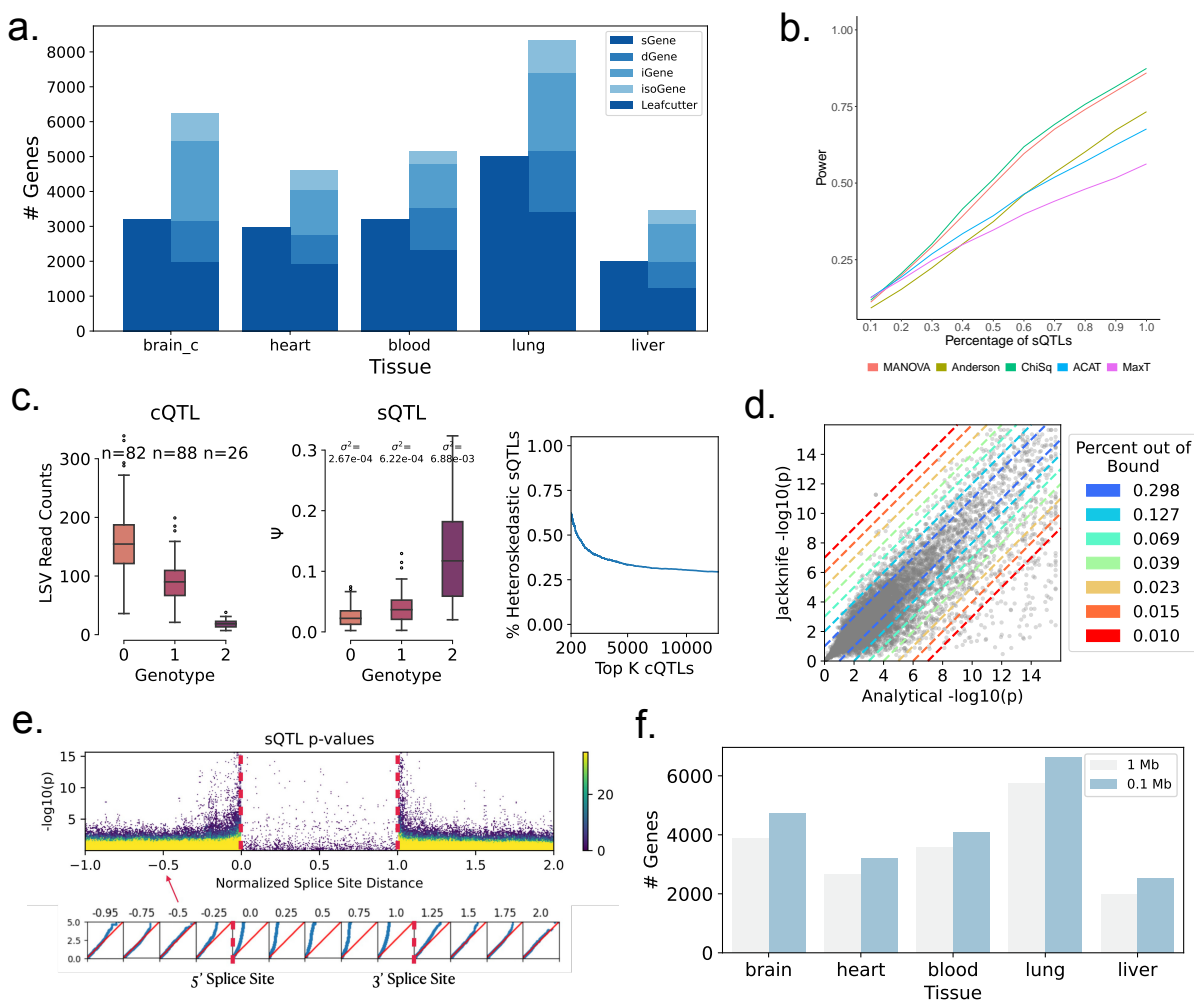 a.
# Genes
8000
7000
6000
5000
4000
3000
2000
1000
0
sGene
dGene
iGene
isoGene
Leafcutter
brain_c heart blood lung liver
Tissue
b.
Power
1.00
0.75
0.50
0.25
0.1 0.2 0.3 0.4 0.5 0.6 0.7 0.8 0.9 1.0
Percentage of sQTLs
MANOVA Anderson ChiSq ACAT MaxT
c.
cQTL
n=82 n=88 n=26
LSV Read Counts
300
200
100
0
0 1 2
Genotype
sQTL
σ²= σ²= σ²=
2.67e-04 6.22e-04 6.88e-03
Ψ
0.3
0.2
0.1
0.0
0 1 2
Genotype
% Heteroskedastic sQTLs
1.00
0.75
0.50
0.25
0.00
200 5000 10000
Top K cQTLs
d.
Jackknife -log10(p)
14
12
10
8
6
4
2
0
0 2 4 6 8 10 12 14
Analytical -log10(p)
Percent out of
Bound
0.298
0.127
0.069
0.039
0.023
0.015
0.010
e.
sQTL p-values
-log10(p)
15
10
5
20
0
−1.0 −0.5 0.0 0.5 1.0 1.5 2.0
Normalized Splice Site Distance
-0.95 -0.75 -0.5 -0.25 0.0 0.25 0.5 0.75 1.0 1.25 1.5 1.75 2.0
5.0
2.5
0.0
5' Splice Site 3' Splice Site
f.
# Genes
6000
4000
2000
0
1 Mb
0.1 Mb
brain heart blood lung liver
Tissue